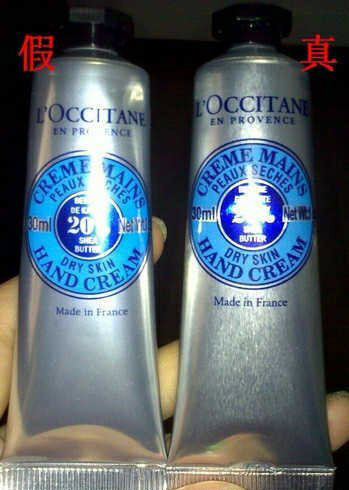 假
真
L'OCCITANE
EN PROVENCE
CREME MAINS
PEAUX SECHES
30ml
20%
Net Wt.
SHEA
BUTTER
DRY SKIN
HAND CREAM
Made in France
L'OCCITANE
EN PROVENCE
CREME MAINS
PEAUX SECHES
30ml
Net Wt.
SHEA
BUTTER
DRY SKIN
HAND CREAM
Made in France